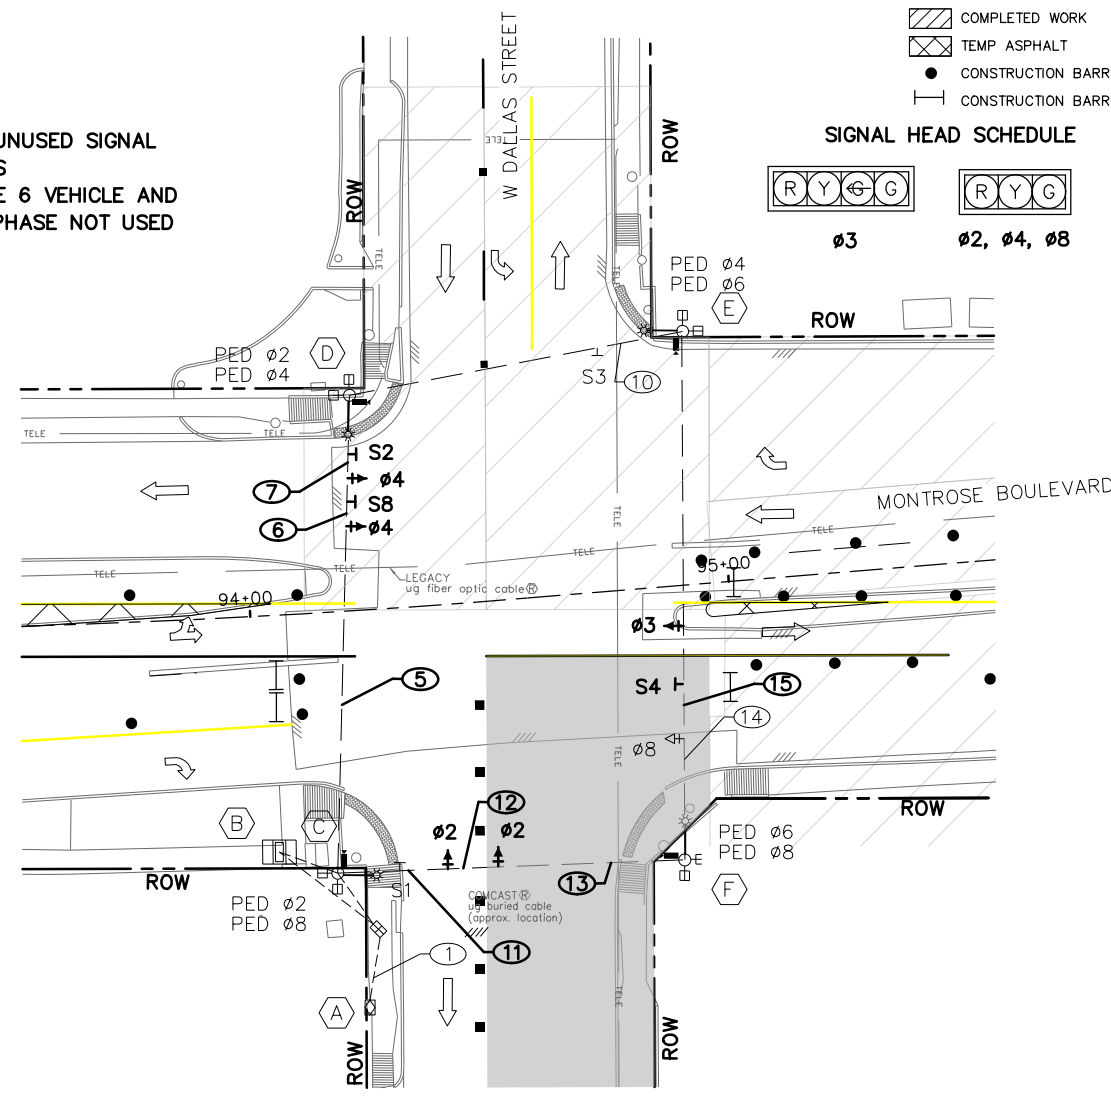 COMPLETED WORK
TEMP ASPHALT
CONSTRUCTION BARR
CONSTRUCTION BARR
SIGNAL HEAD SCHEDULE
R Y G G
R Y G
ø3
ø2, ø4, ø8
UNUSED SIGNAL
S
E 6 VEHICLE AND
PHASE NOT USED
W DALLAS STREET
ROW
ROW
TELE
TELE
TELE
PED ø4
PED ø6
E
ROW
PED ø2
PED ø4
D
S3
10
TELE
TELE
S2
7
ø4
S8
6
ø4
MONTROSE BOULEVARD
TELE
TELE
TELE
TELE
TELE
LEGACY
ug fiber optic cable®
95+00
94+00
ø3
5
S4
15
14
ø8
TELE
B
C
12
ø2
ø2
ROW
PED ø6
PED ø8
E
F
13
ROW
S1
COMCAST®
ug buried cable
(approx. location)
PED ø2
PED ø8
1
11
A
TELE
ROW
ROW